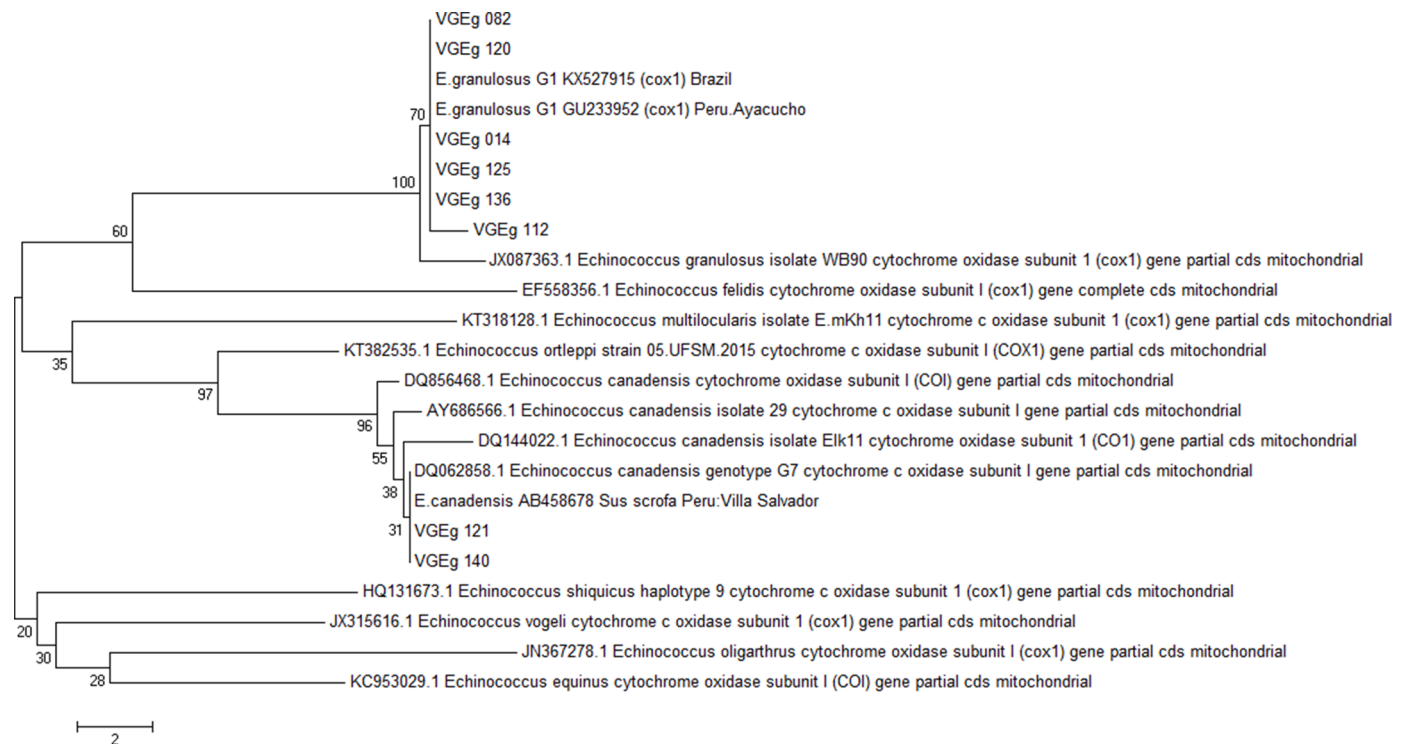 VGEg 082
VGEg 120
E.granulosus G1 KX527915 (cox1) Brazil
E.granulosus G1 GU233952 (cox1) Peru.Ayacucho
70
VGEg 014
VGEg 125
100
VGEg 136
VGEg 112
60
JX087363.1 Echinococcus granulosus isolate WB90 cytochrome oxidase subunit 1 (cox1) gene partial cds mitochondrial
EF558356.1 Echinococcus felidis cytochrome oxidase subunit I (cox1) gene complete cds mitochondrial
KT318128.1 Echinococcus multilocularis isolate E.mKh11 cytochrome c oxidase subunit 1 (cox1) gene partial cds mitochondrial
35
KT382535.1 Echinococcus ortleppi strain 05.UFSM.2015 cytochrome c oxidase subunit I (COX1) gene partial cds mitochondrial
DQ856468.1 Echinococcus canadensis cytochrome oxidase subunit I (COI) gene partial cds mitochondrial
97
AY686566.1 Echinococcus canadensis isolate 29 cytochrome c oxidase subunit I gene partial cds mitochondrial
96
DQ144022.1 Echinococcus canadensis isolate Elk11 cytochrome oxidase subunit 1 (CO1) gene partial cds mitochondrial
55
DQ062858.1 Echinococcus canadensis genotype G7 cytochrome c oxidase subunit I gene partial cds mitochondrial
38
E.canadensis AB458678 Sus scrofa Peru:Villa Salvador
31
VGEg 121
VGEg 140
HQ131673.1 Echinococcus shiquicus haplotype 9 cytochrome c oxidase subunit 1 (cox1) gene partial cds mitochondrial
JX315616.1 Echinococcus vogeli cytochrome c oxidase subunit 1 (cox1) gene partial cds mitochondrial
20
JN367278.1 Echinococcus oligarthrus cytochrome oxidase subunit I (cox1) gene partial cds mitochondrial
30
KC953029.1 Echinococcus equinus cytochrome oxidase subunit I (COI) gene partial cds mitochondrial
28
2